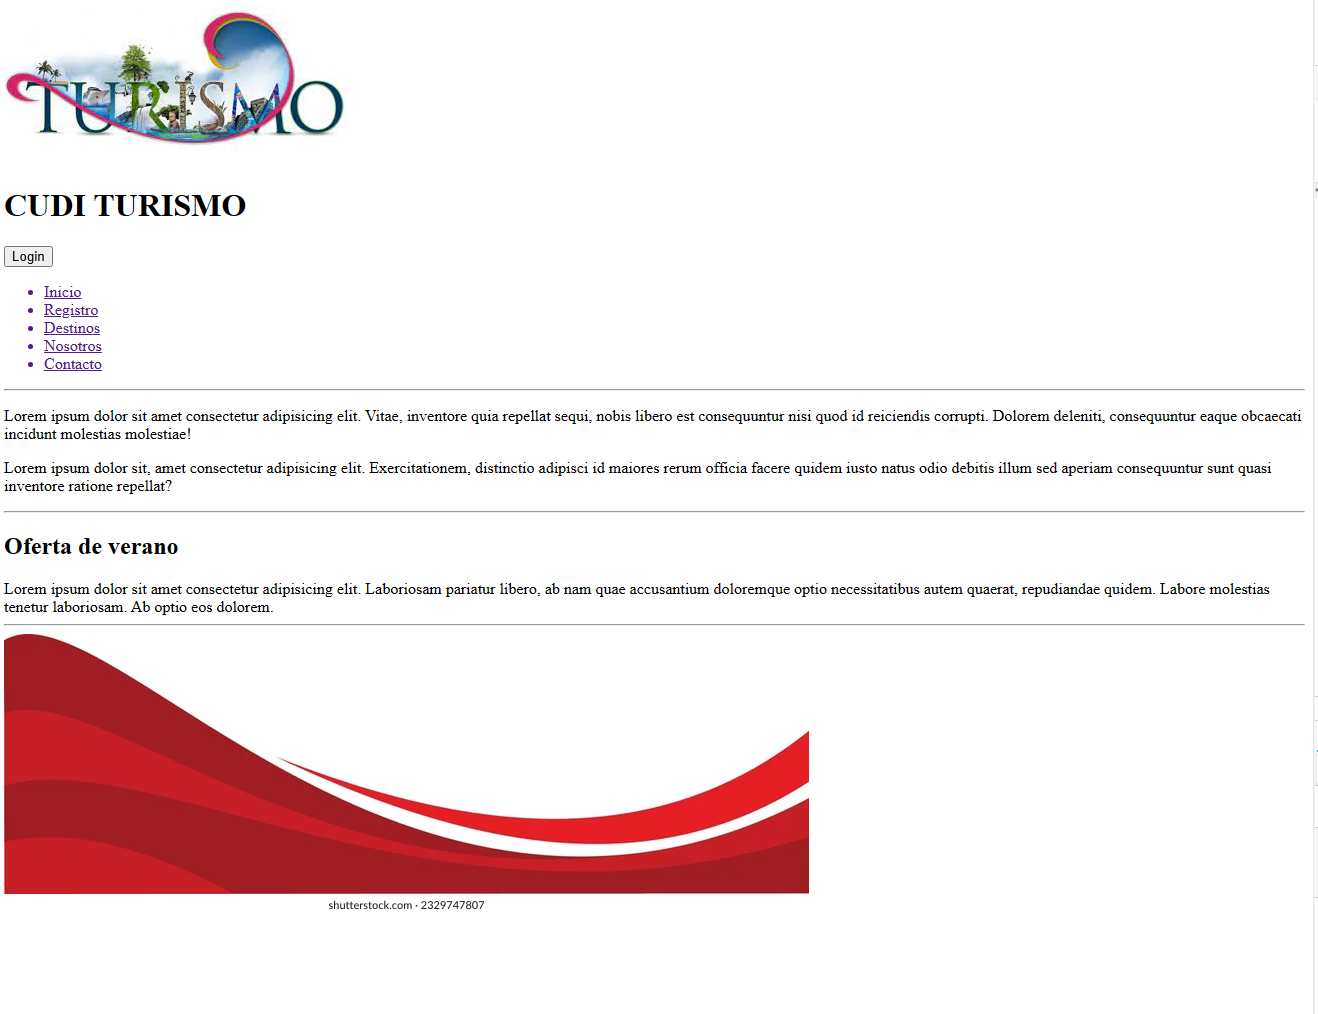 TURISMO
CUDI TURISMO
Login
Inicio
Registro
Destinos
Nosotros
Contacto
Lorem ipsum dolor sit amet consectetur adipisicing elit. Vitae, inventore quia repellat sequi, nobis libero est consequuntur nisi quod id reiciendis corrupti. Dolorem deleniti, consequuntur eaque obcaecati
incidunt molestias molestiae!
Lorem ipsum dolor sit, amet consectetur adipisicing elit. Exercitationem, distinctio adipisci id maiores rerum officia facere quidem iusto natus odio debitis illum sed aperiam consequuntur sunt quasi
inventore ratione repellat?
Oferta de verano
Lorem ipsum dolor sit amet consectetur adipisicing elit. Laboriosam pariatur libero, ab nam quae accusantium doloremque optio necessitatibus autem quaerat, repudiandae quidem. Labore molestias
tenetur laboriosam. Ab optio eos dolorem.
shutterstock.com · 2329747807